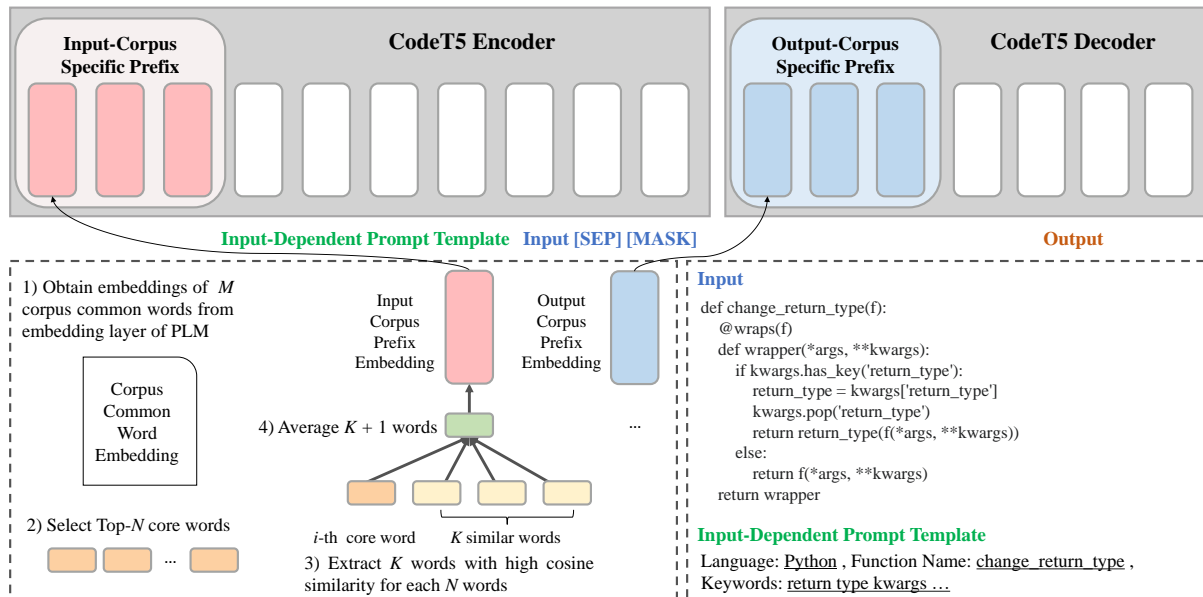 Input-Corpus
Specific Prefix
CodeT5 Encoder
Output-Corpus
Specific Prefix
CodeT5 Decoder
Input-Dependent Prompt Template Input [SEP] [MASK]
Output
1) Obtain embeddings of M
corpus common words from
embedding layer of PLM
Corpus
Common
Word
Embedding
2) Select Top-N core words
...
Input
Corpus
Prefix
Embedding
Output
Corpus
Prefix
Embedding
4) Average K + 1 words
...
i-th core word
K similar words
3) Extract K words with high cosine
similarity for each N words
Input
def change_return_type(f):
@wraps(f)
def wrapper(*args, **kwargs):
if kwargs.has_key('return_type'):
return_type = kwargs['return_type']
kwargs.pop('return_type')
return return_type(f(*args, **kwargs))
else:
return f(*args, **kwargs)
return wrapper
Input-Dependent Prompt Template
Language: Python , Function Name: change_return_type ,
Keywords: return type kwargs …